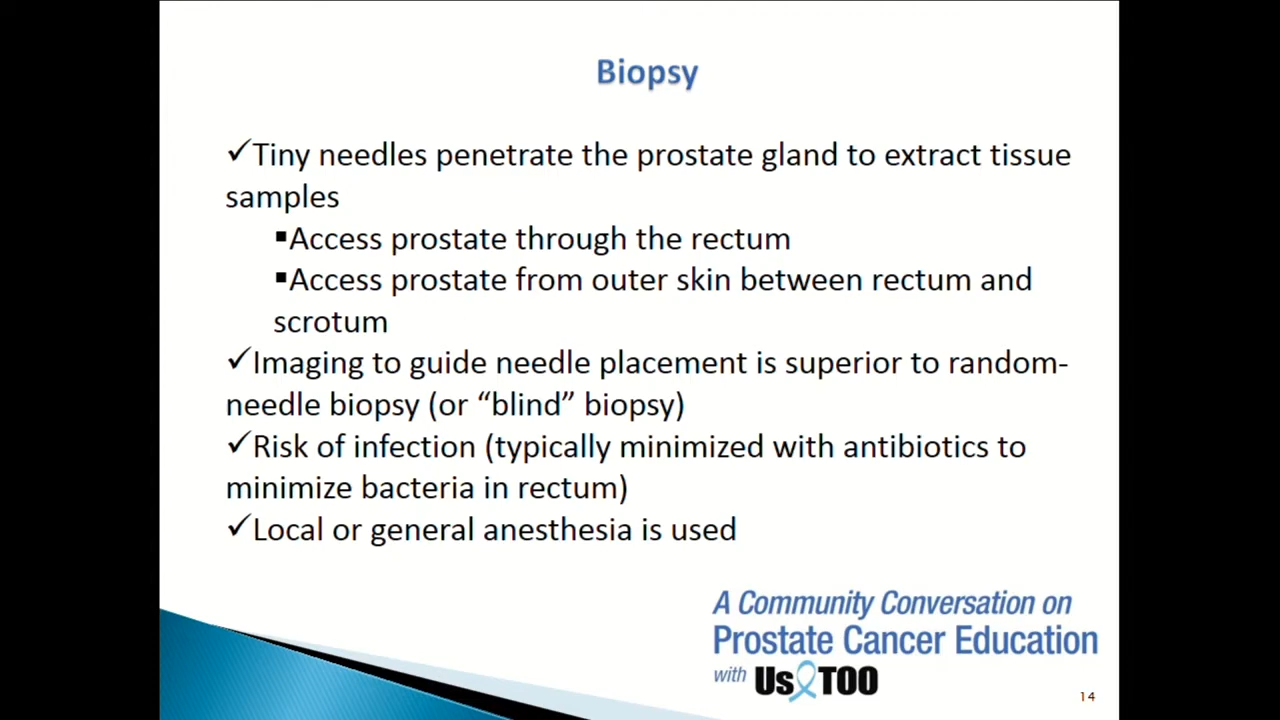 Biopsy
✓Tiny needles penetrate the prostate gland to extract tissue
samples
▪Access prostate through the rectum
▪Access prostate from outer skin between rectum and
scrotum
✓Imaging to guide needle placement is superior to random-
needle biopsy (or “blind” biopsy)
✓Risk of infection (typically minimized with antibiotics to
minimize bacteria in rectum)
✓Local or general anesthesia is used
A Community Conversation on
Prostate Cancer Education
with Us TOO
14